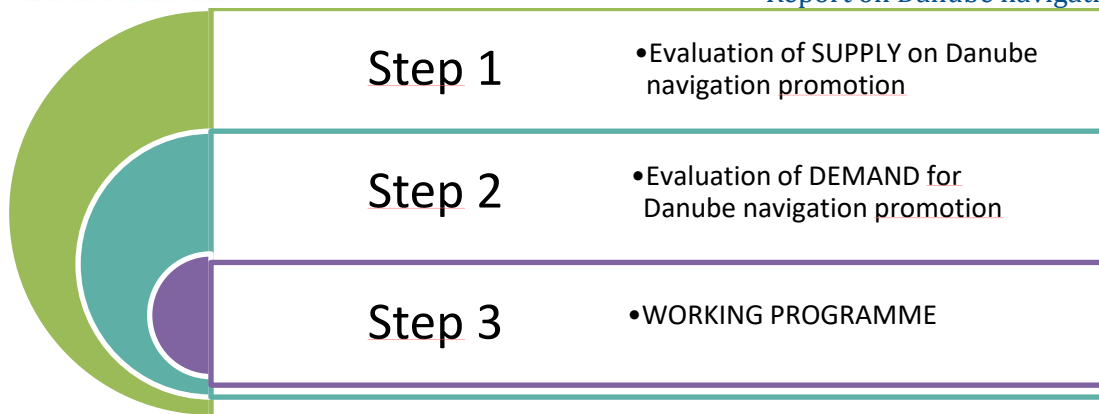 Report on Danube navigati
Step 1
•Evaluation of SUPPLY on Danube
navigation promotion
Step 2
•Evaluation of DEMAND for
Danube navigation promotion
Step 3
•WORKING PROGRAMME